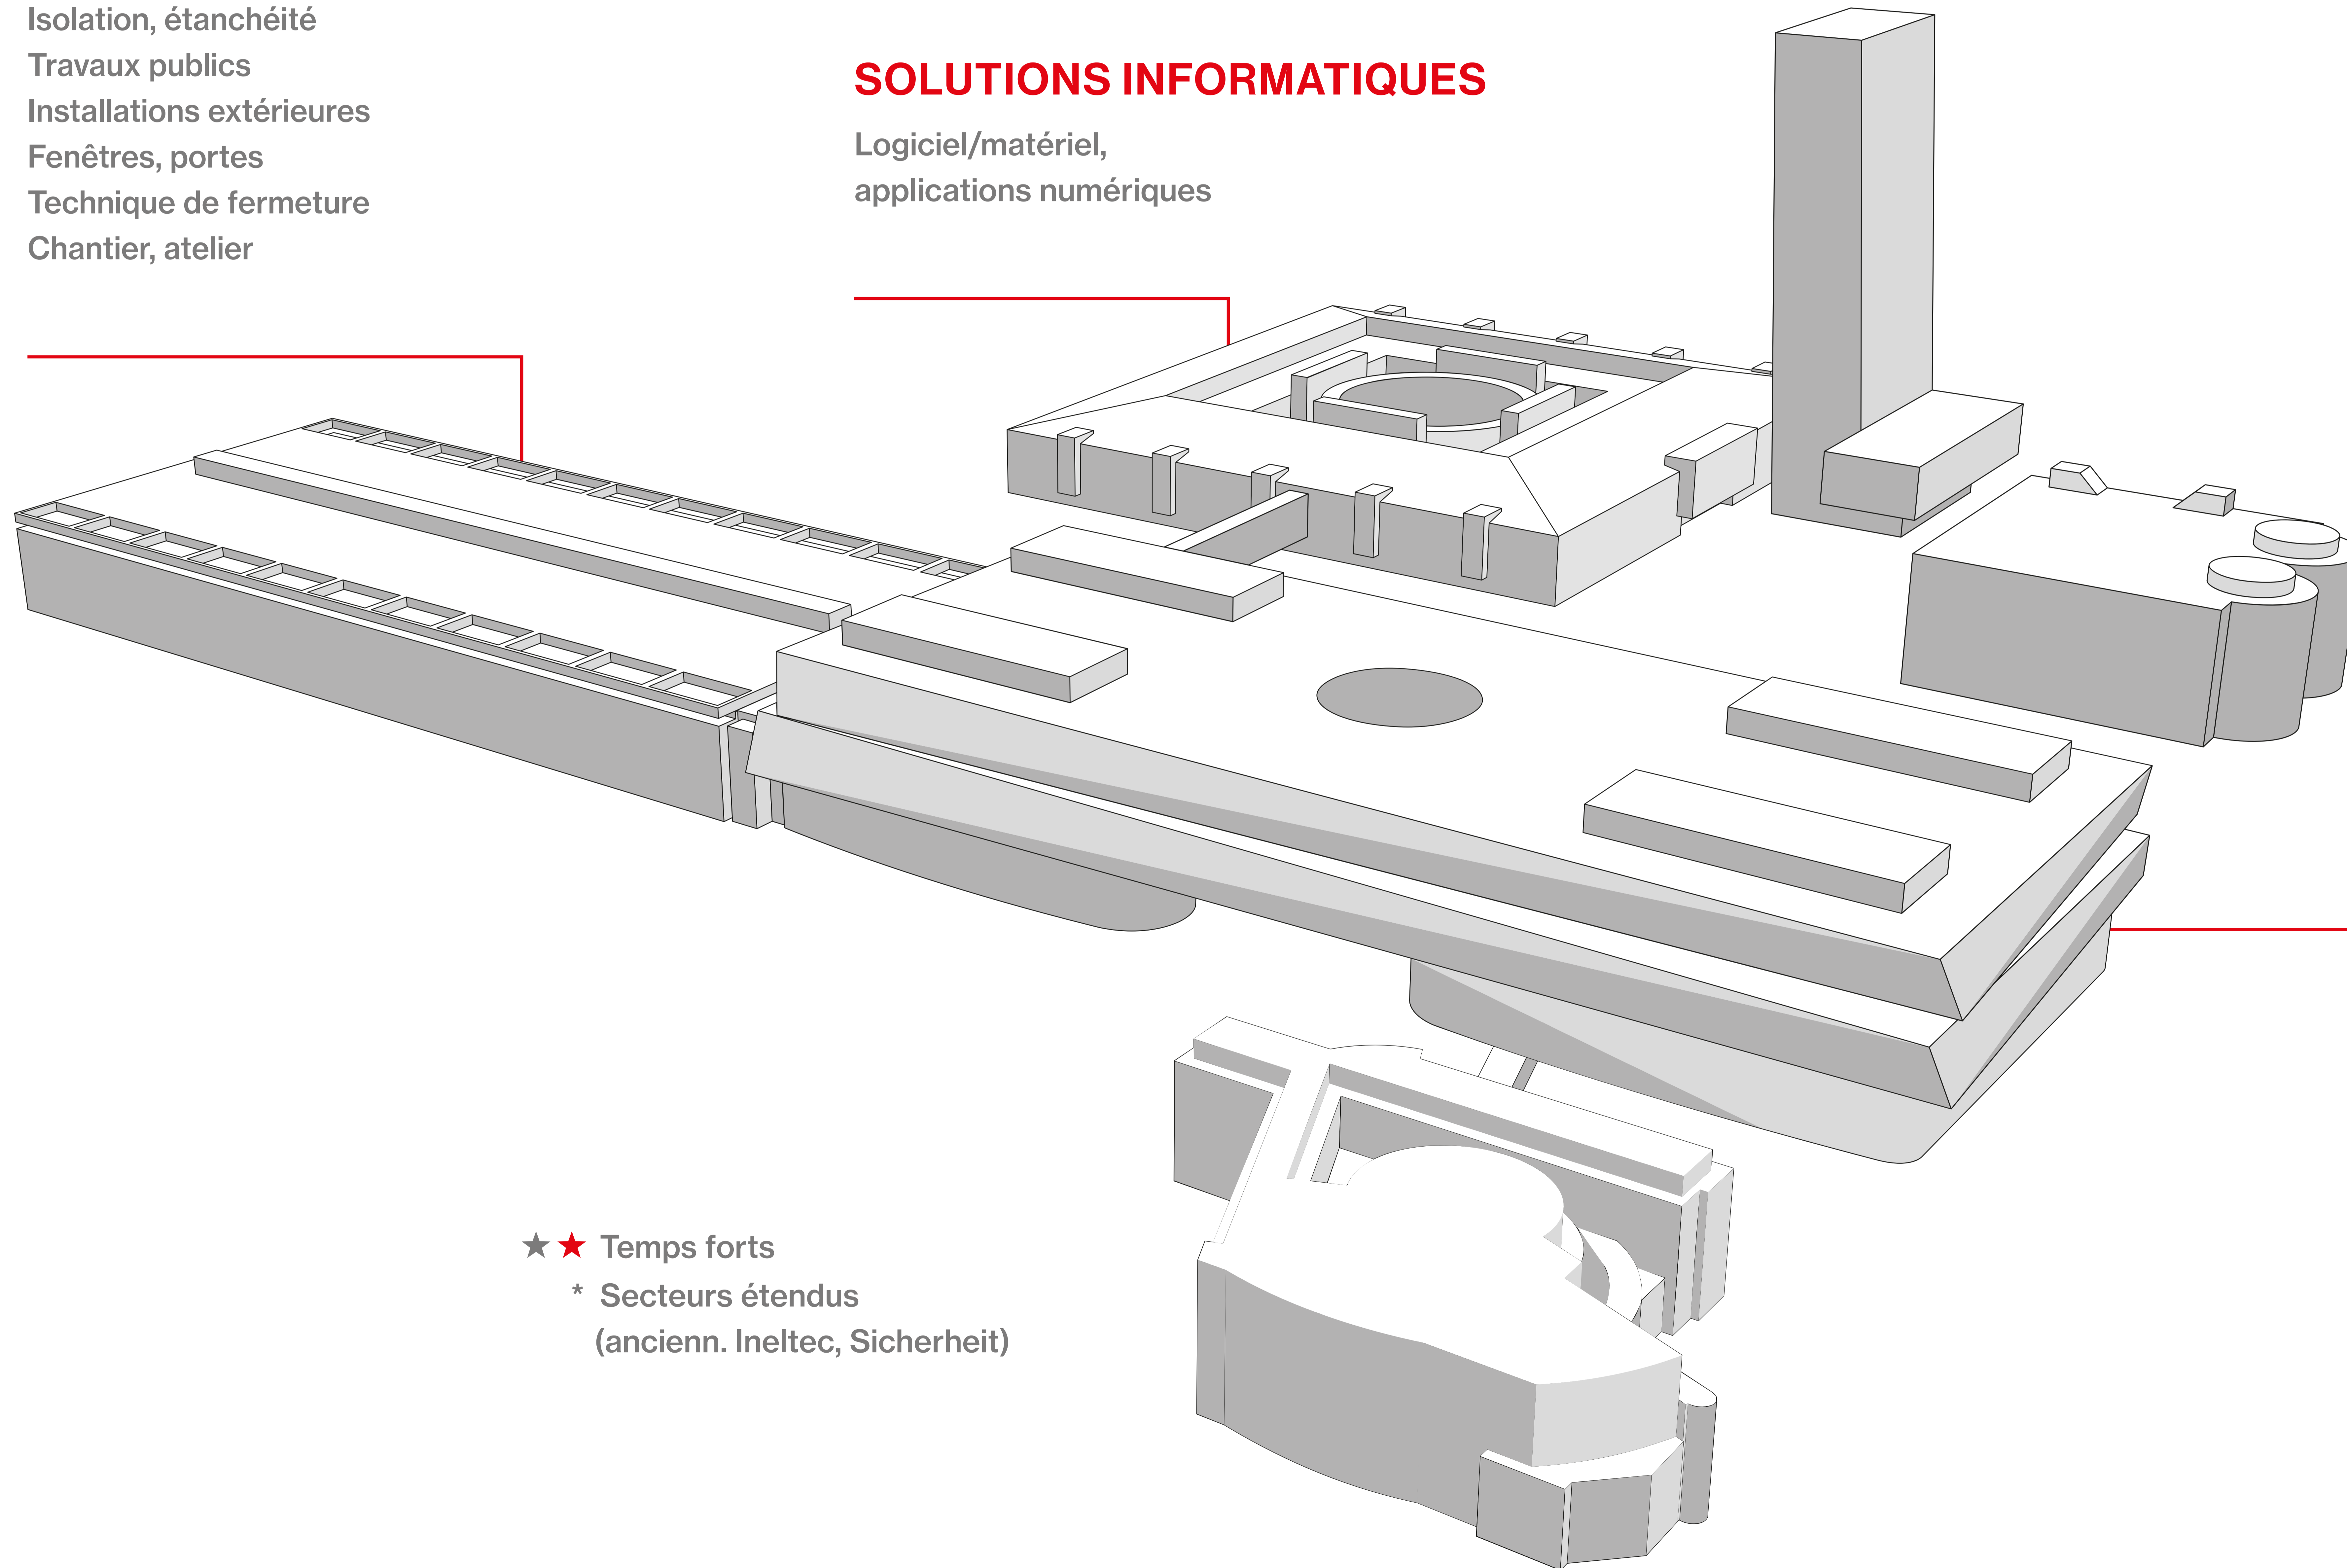 Isolation, étanchéité
Travaux publics
Installations extérieures
Fenêtres, portes
Technique de fermeture
Chantier, atelier
SOLUTIONS INFORMATIQUES
Logiciel/matériel,
applications numériques
★★ Temps forts
* Secteurs étendus
(ancienn. Ineltec, Sicherheit)